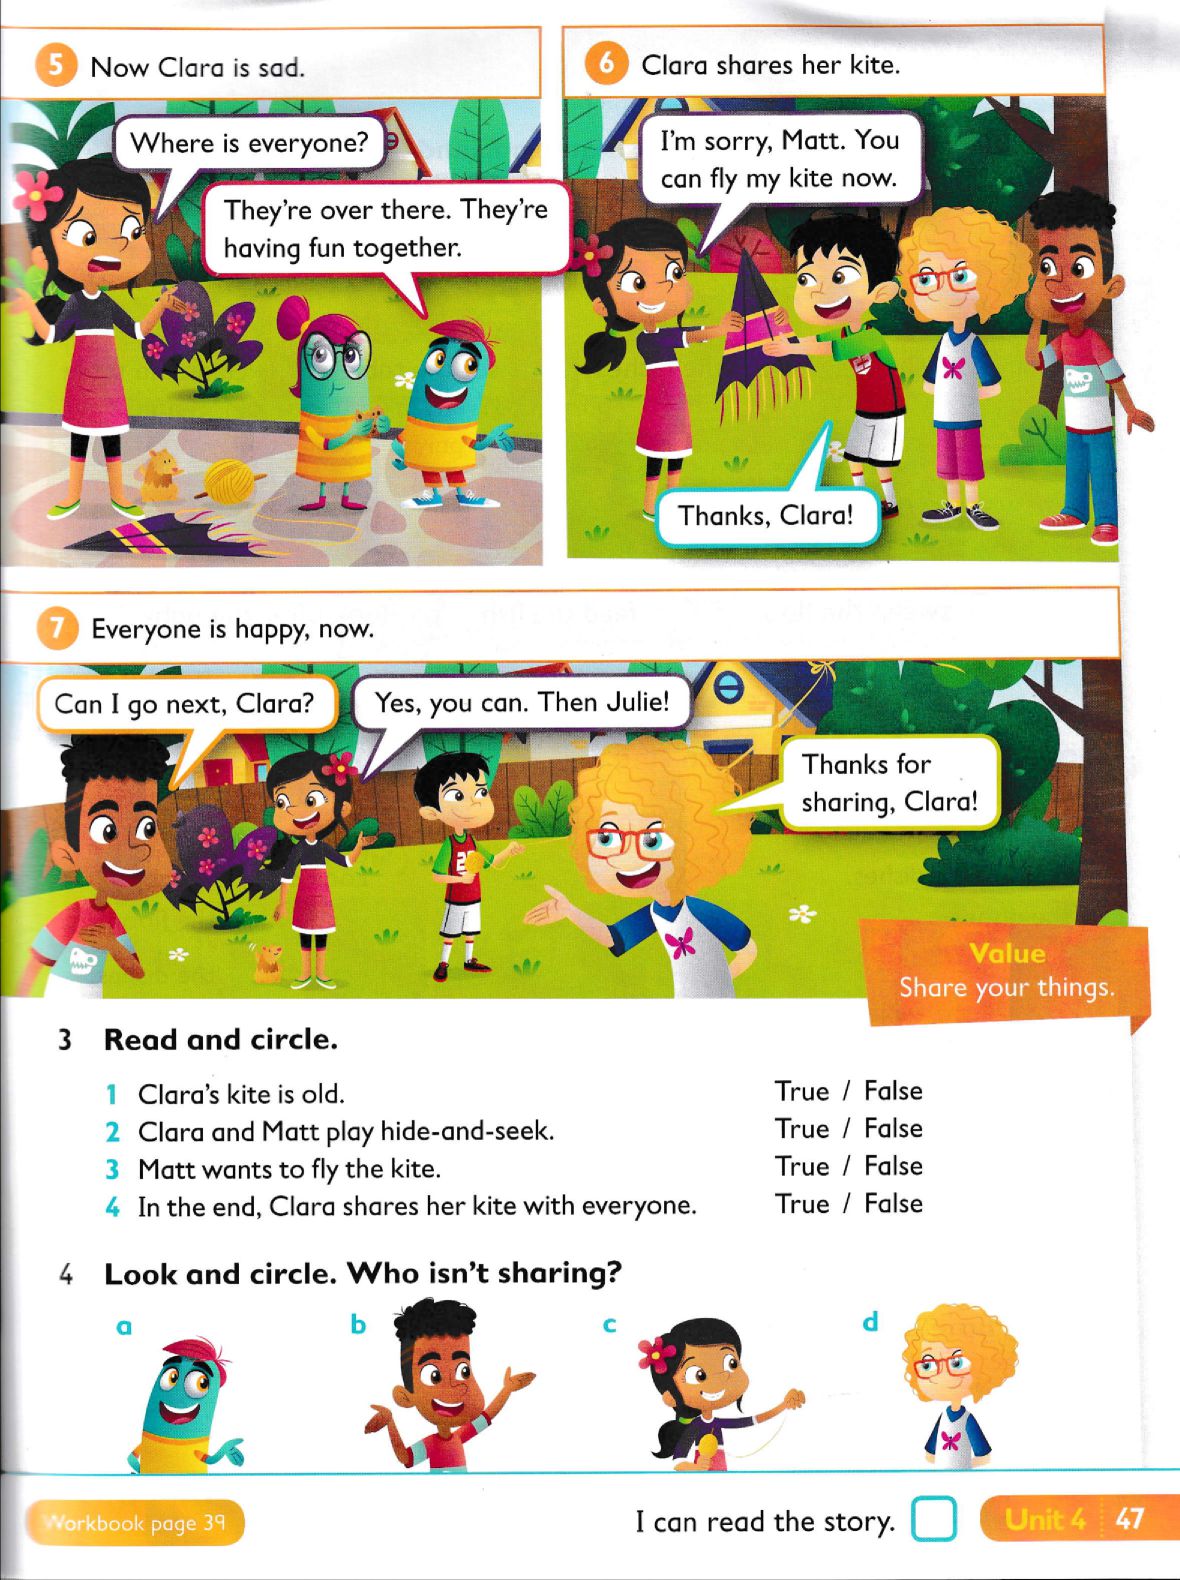 5 Now Clara is sad.
Where is everyone?
They're over there. They're
having fun together.
6 Clara shares her kite.
I'm sorry, Matt. You
can fly my kite now.
Thanks, Clara!
7 Everyone is happy, now.
Can I go next, Clara?
Yes, you can. Then Julie!
Thanks for
sharing, Clara!
Value
Share your things.
3 Read and circle.
1 Clara's kite is old. True / False
2 Clara and Matt play hide-and-seek. True / False
3 Matt wants to fly the kite. True / False
4 In the end, Clara shares her kite with everyone. True / False
4 Look and circle. Who isn't sharing?
a b c d
Workbook page 39
I can read the story.
Unit 4 47